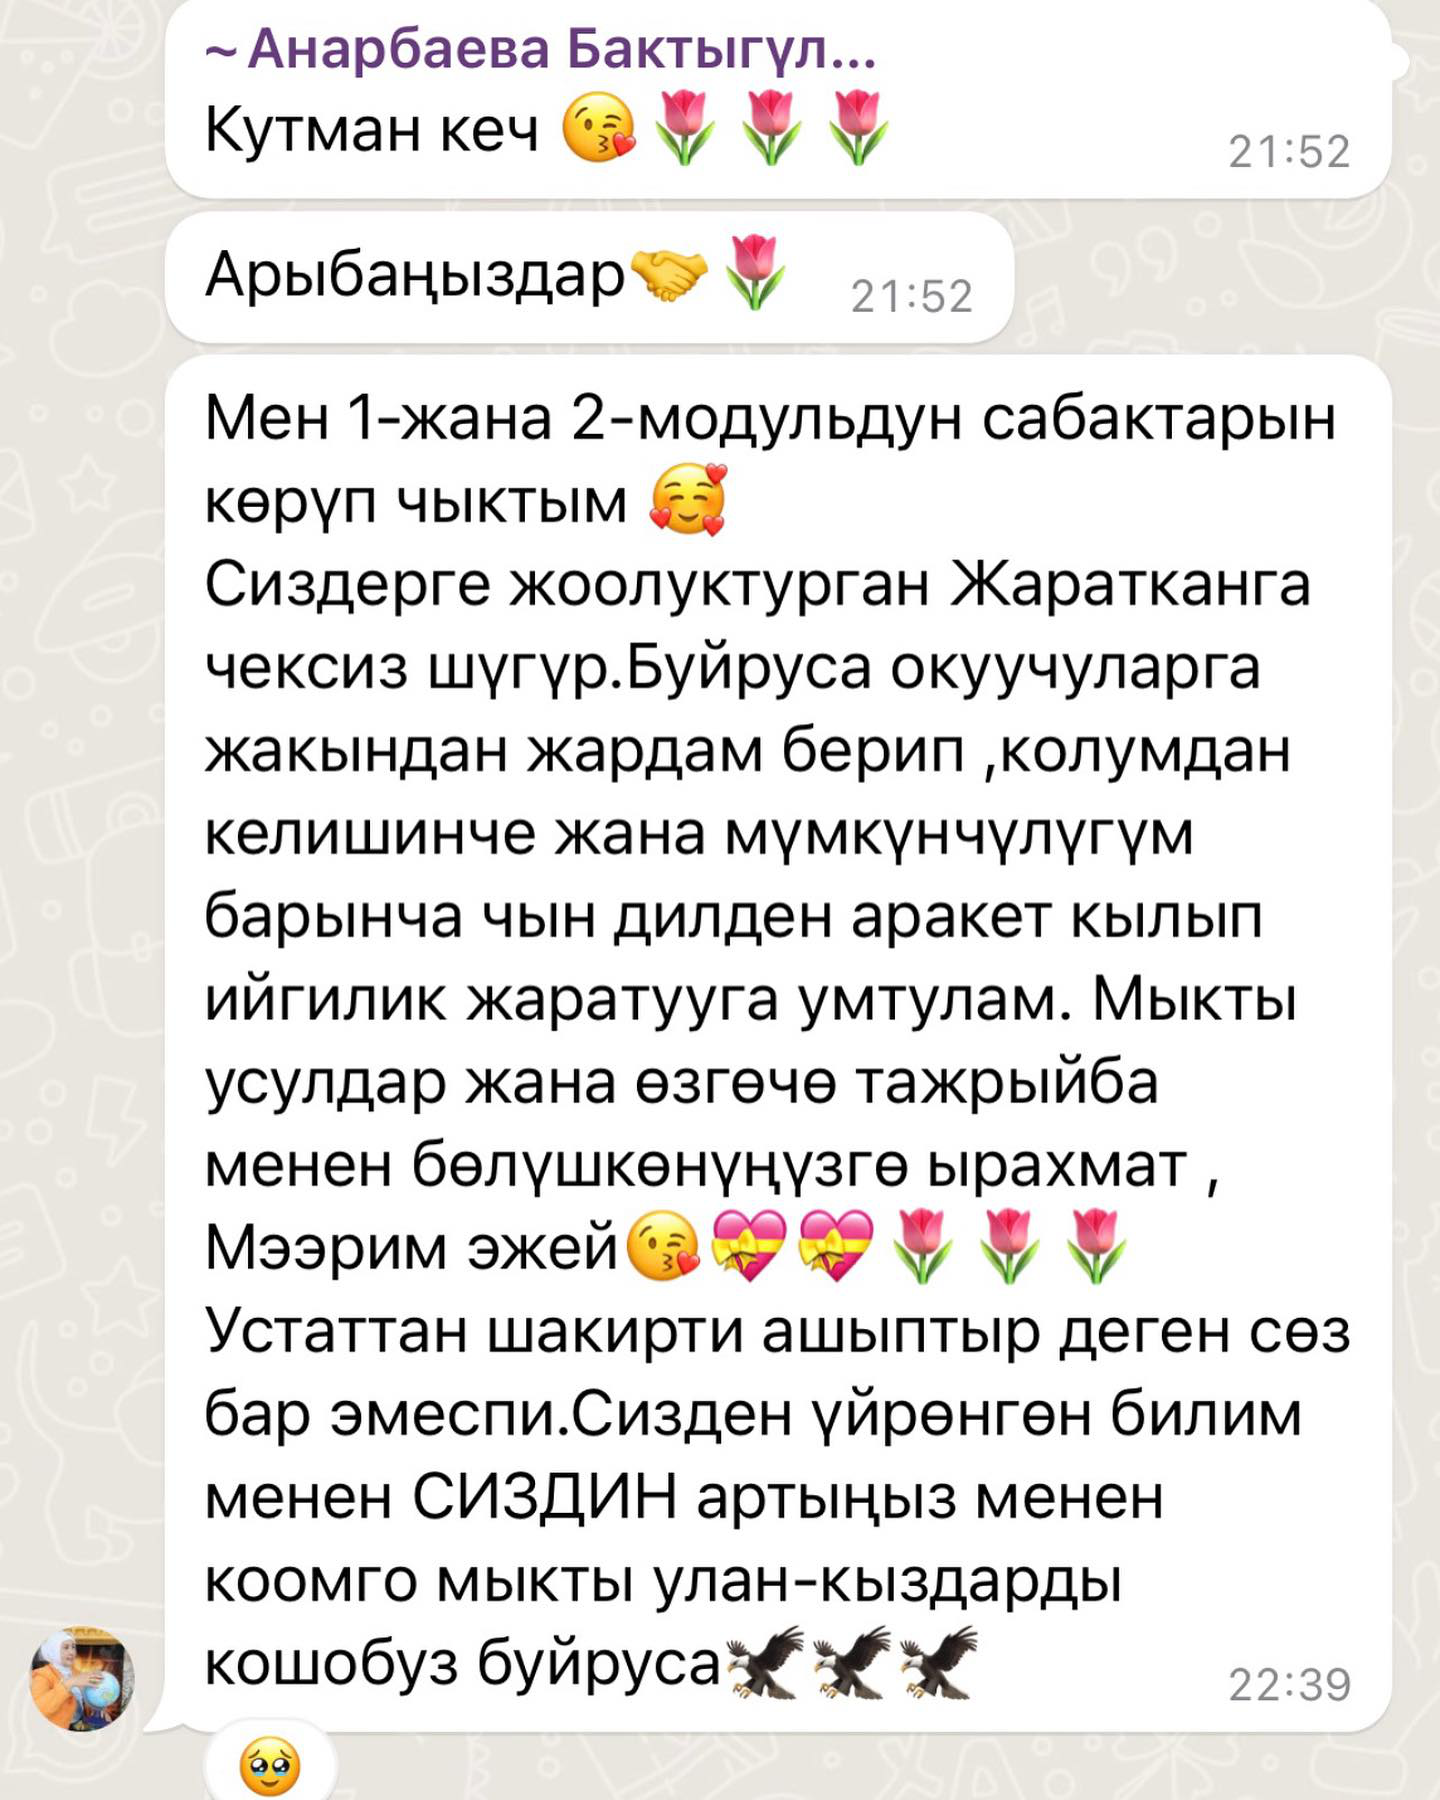 ~Анарбаева Бактыгүл...
Кутман кеч 😘🌷🌷🌷 21:52
Арыбаңыздар🤝🌷 21:52
Мен 1-жана 2-модульдун сабактарын
көрүп чыктым 🥰
Сиздерге жоолуктурган Жаратканга
чексиз шүгүр.Буйруса окуучуларга
жакындан жардам берип ,колумдан
келишинче жана мүмкүнчүлүгүм
барынча чын дилден аракет кылып
ийгилик жаратууга умтулам. Мыкты
усулдар жана өзгөчө тажрыйба
менен бөлүшкөнүңүзгө ырахмат ,
Мээрим эжей😘💝💝🌷🌷🌷
Устаттан шакирти ашыптыр деген сөз
бар эмеспи.Сизден үйрөнгөн билим
менен СИЗДИН артыңыз менен
коомго мыкты улан-кыздарды
кошобуз буйруса🦅🦅🦅 22:39
🥹